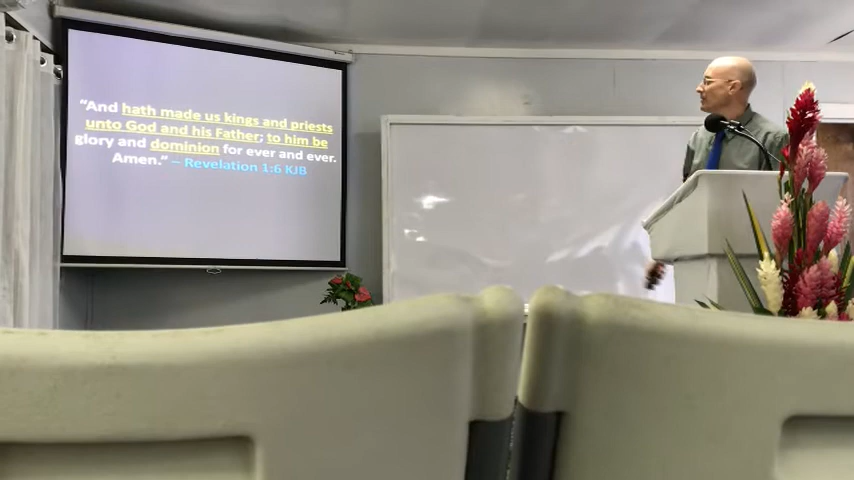 “And hath made us kings and priests
unto God and his Father; to him be
glory and dominion for ever and ever.
Amen.” – Revelation 1:6 KJB